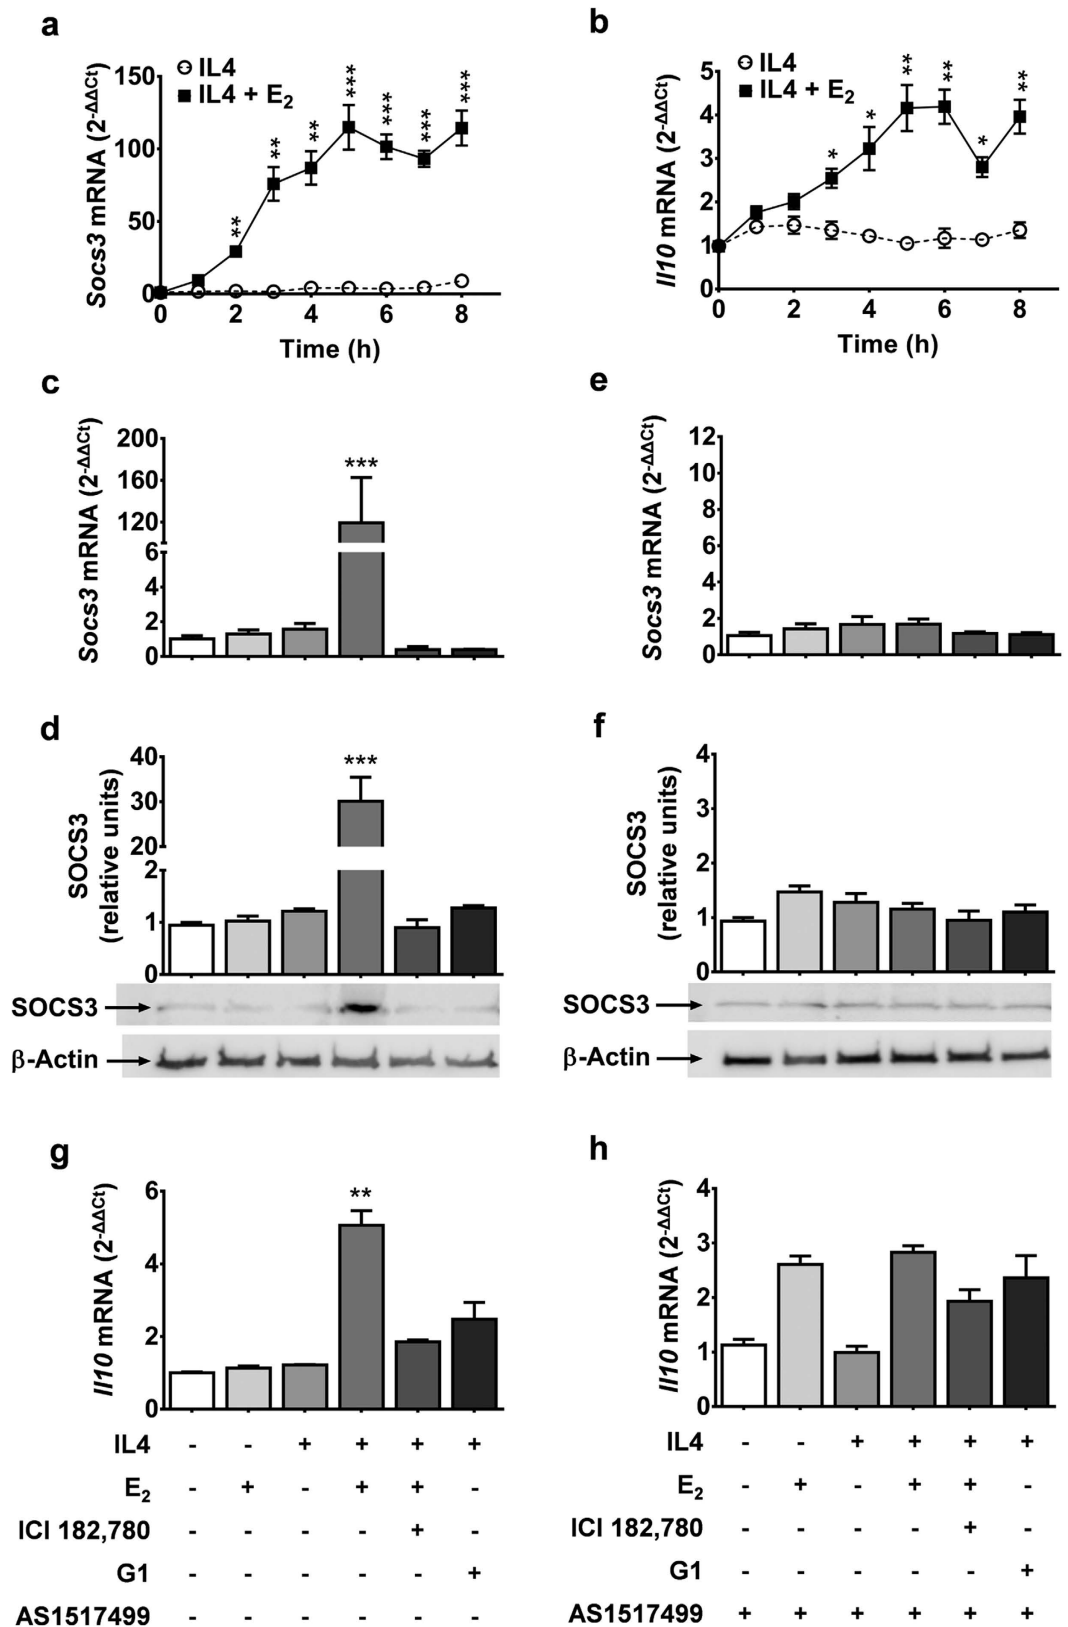 a
Socs3 mRNA (2-ΔΔCt)
IL4
IL4 + E2
150
100
50
0
** ** ** *** *** *** ***
0 2 4 6 8
Time (h)
b
Il10 mRNA (2-ΔΔCt)
IL4
IL4 + E2
5
4
3
2
1
0
* * ** ** * **
0 2 4 6 8
Time (h)
c
Socs3 mRNA (2-ΔΔCt)
200
160
120
6
4
2
0
***
e
Socs3 mRNA (2-ΔΔCt)
12
10
8
6
4
2
0
d
SOCS3
(relative units)
40
30
20
2
1
0
***
SOCS3
β-Actin
f
SOCS3
(relative units)
4
3
2
1
0
SOCS3
β-Actin
g
Il10 mRNA (2-ΔΔCt)
6
4
2
0
**
IL4 - - + + + +
E2 - + - + + -
ICI 182,780 - - - - + -
G1 - - - - - +
AS1517499 - - - - - -
h
Il10 mRNA (2-ΔΔCt)
4
3
2
1
0
IL4 - - + + + +
E2 - + - + + -
ICI 182,780 - - - - + -
G1 - - - - - +
AS1517499 + + + + + +